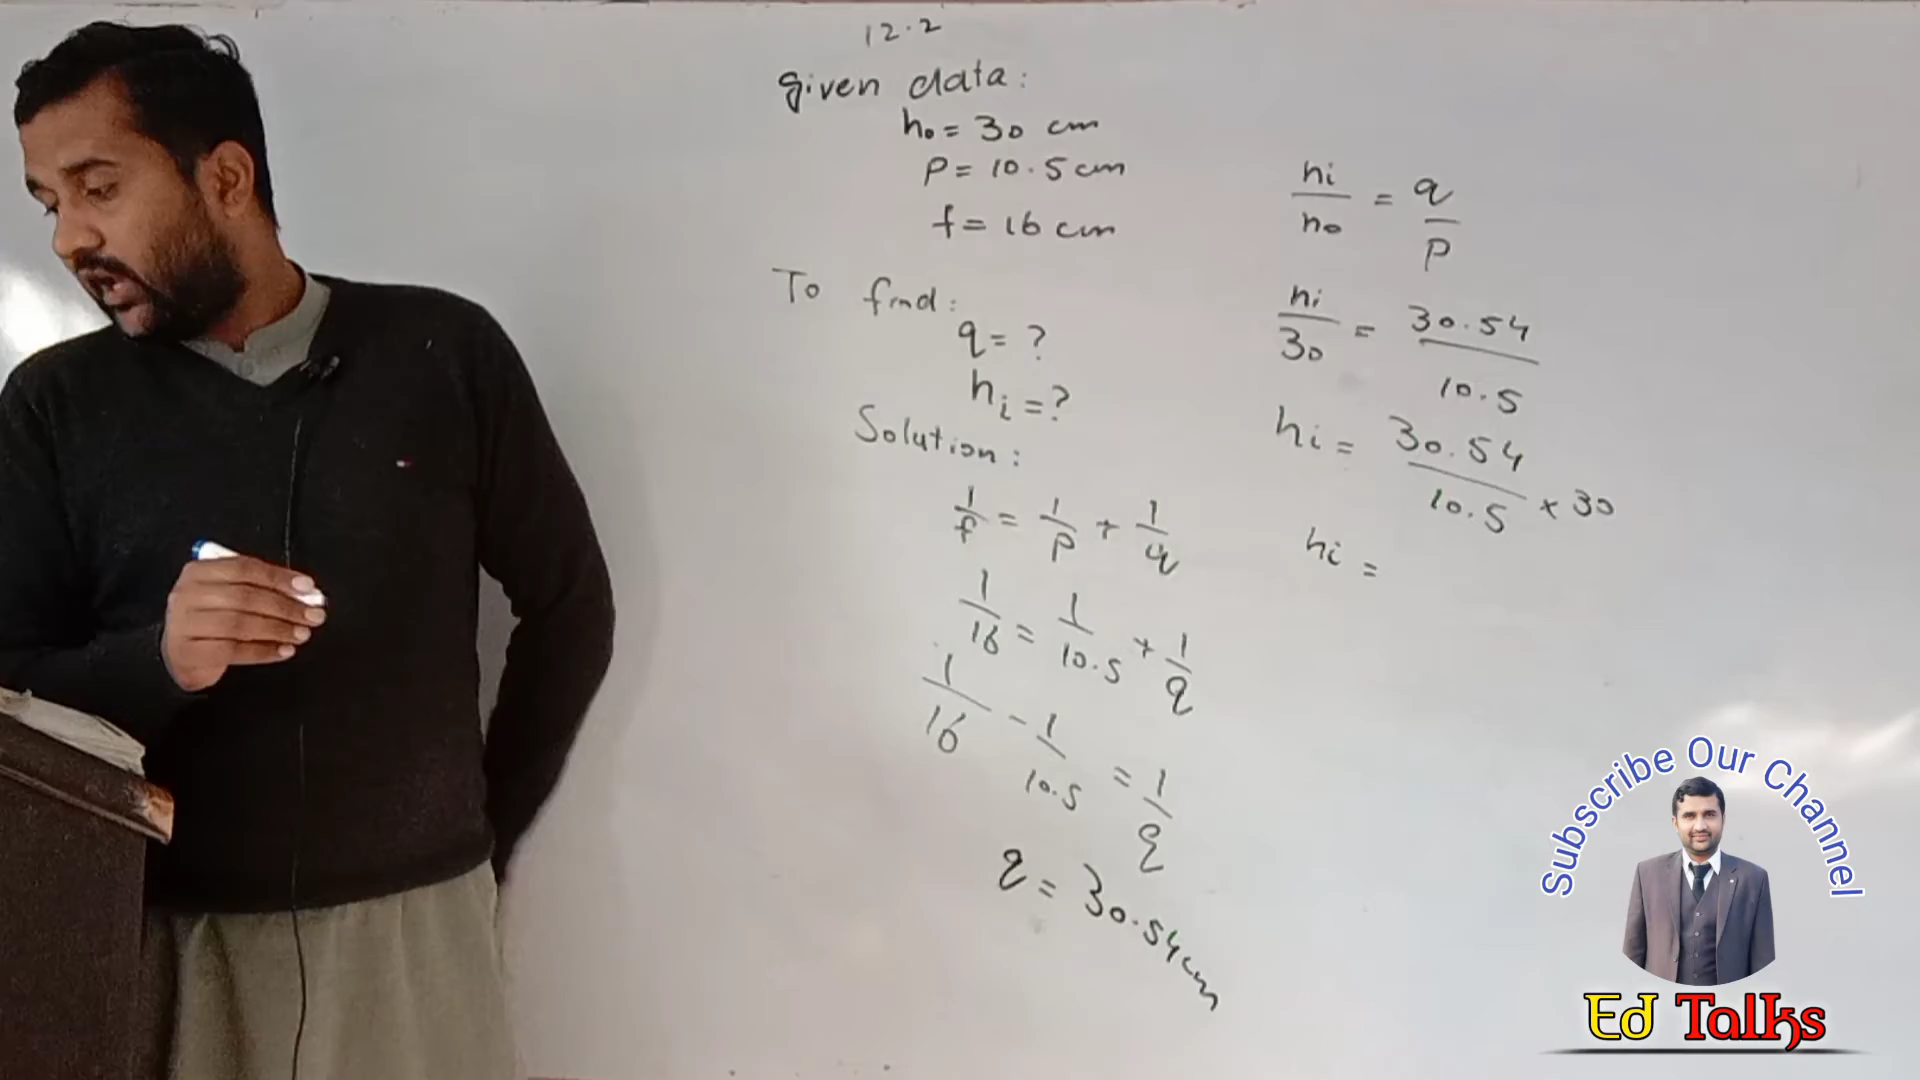 12.2
Given data:
ho = 30 cm
P = 10.5 cm
f = 16 cm
To find:
q = ?
hi = ?
Solution:
1/f = 1/P + 1/q
1/16 = 1/10.5 + 1/q
1/16 - 1/10.5 = 1/q
q = 30.54 cm
hi/ho = q/P
hi/30 = 30.54/10.5
hi = 30.54/10.5 × 30
hi =
Subscribe Our Channel
Ed Talks